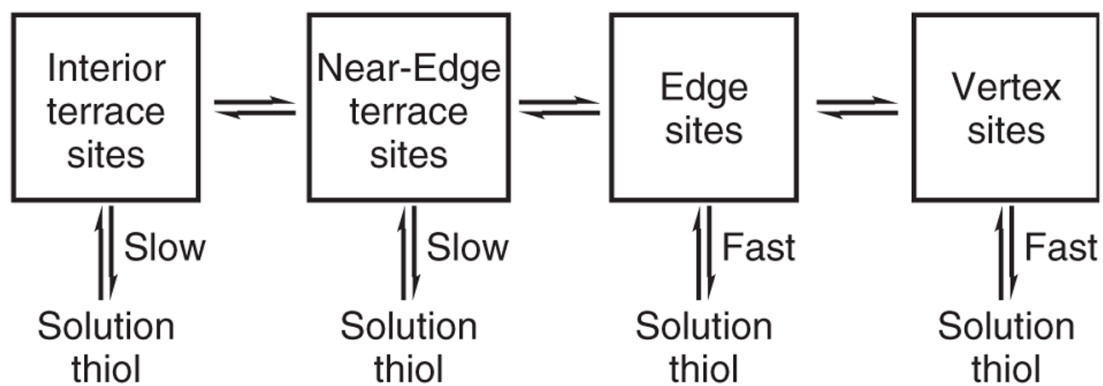 Interior
terrace
sites
Near-Edge
terrace
sites
Edge
sites
Vertex
sites
Slow
Slow
Fast
Fast
Solution
thiol
Solution
thiol
Solution
thiol
Solution
thiol